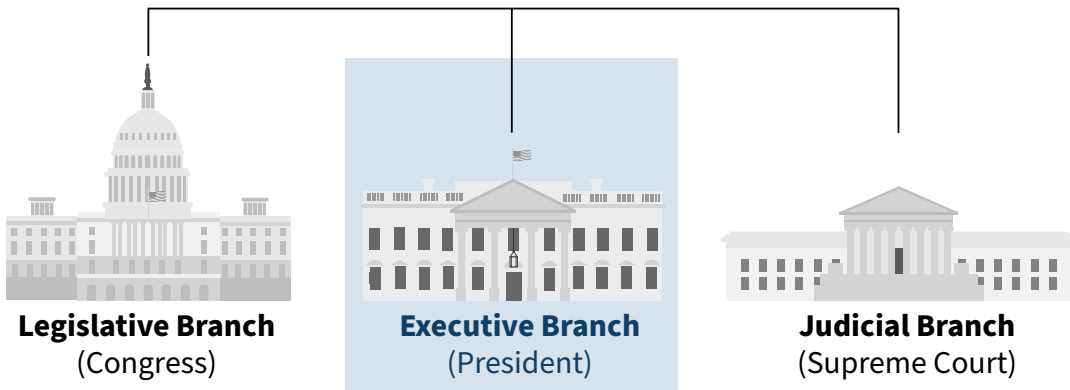 Legislative Branch
(Congress)
Executive Branch
(President)
Judicial Branch
(Supreme Court)